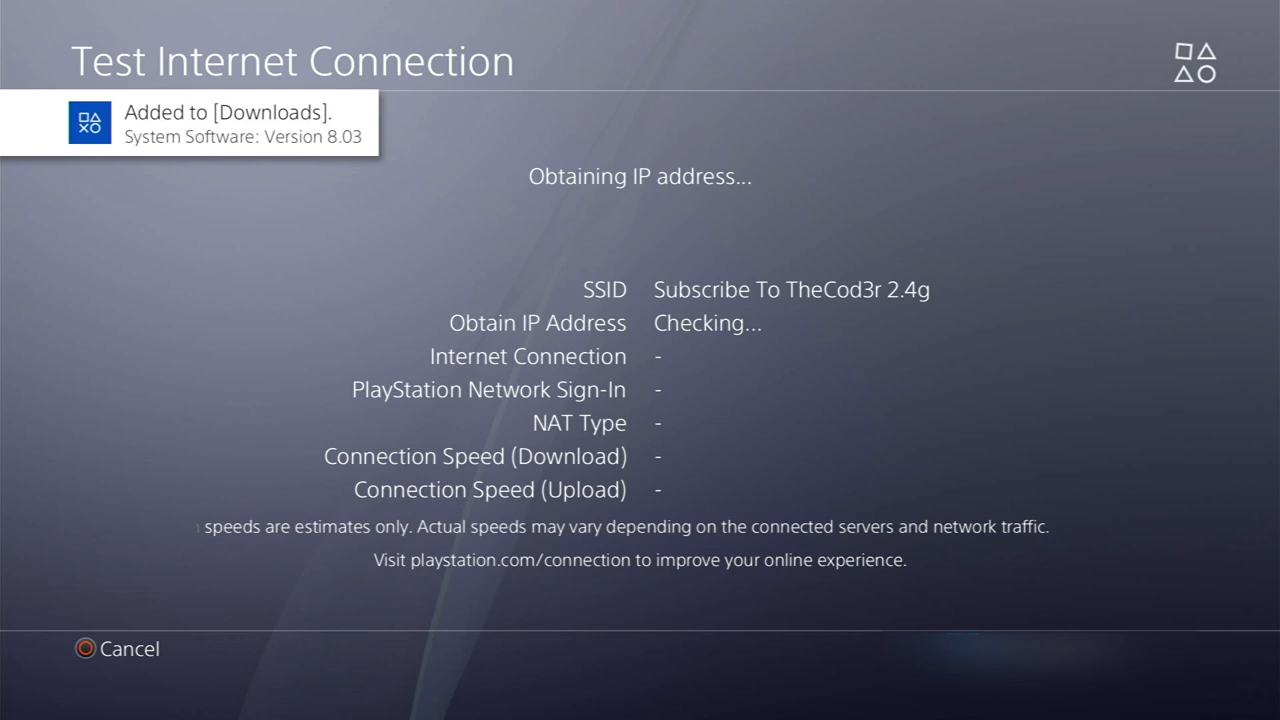 Test Internet Connection
Added to [Downloads].
System Software: Version 8.03
Obtaining IP address...
SSID Subscribe To TheCod3r 2.4g
Obtain IP Address Checking...
Internet Connection -
PlayStation Network Sign-In -
NAT Type -
Connection Speed (Download) -
Connection Speed (Upload) -
speeds are estimates only. Actual speeds may vary depending on the connected servers and network traffic.
Visit playstation.com/connection to improve your online experience.
Cancel